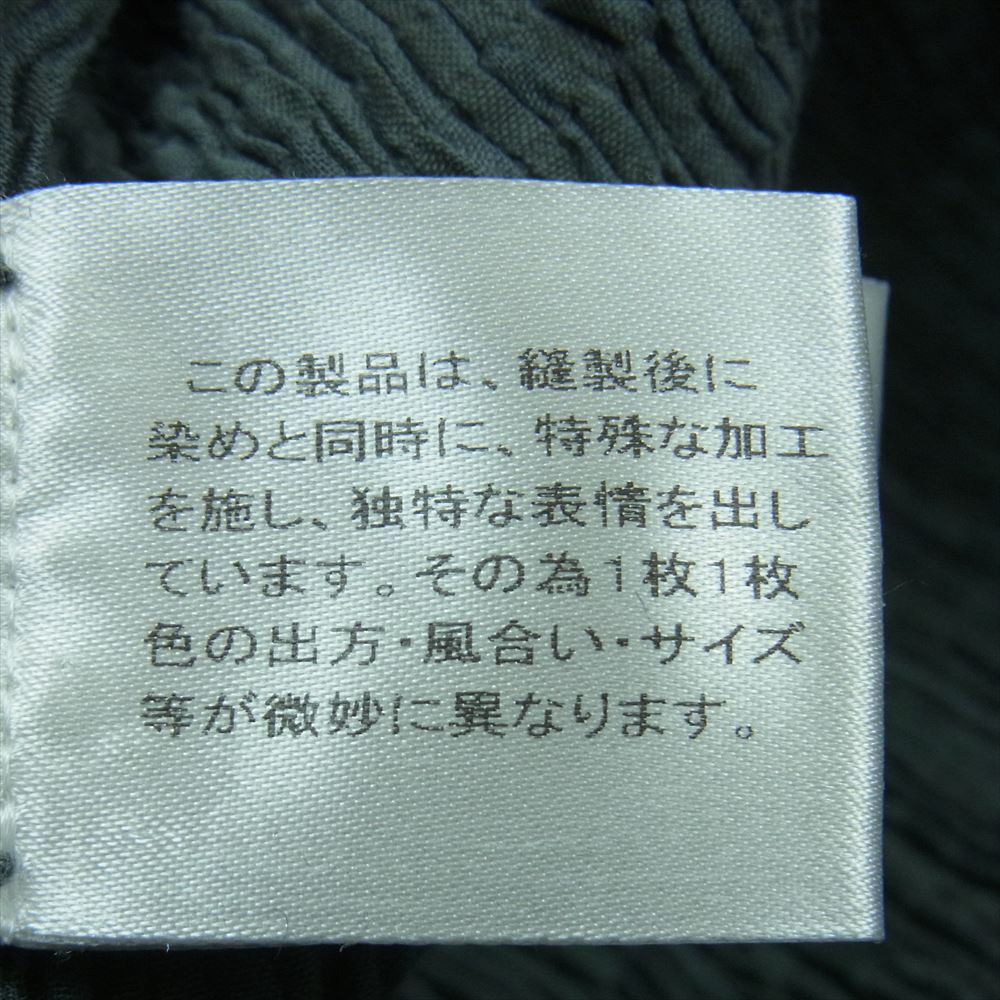 この製品は、縫製後に
染めと同時に、特殊な加工
を施し、独特な表情を出し
ています。その為1枚1枚
色の出方・風合い・サイズ
等が微妙に異なります。